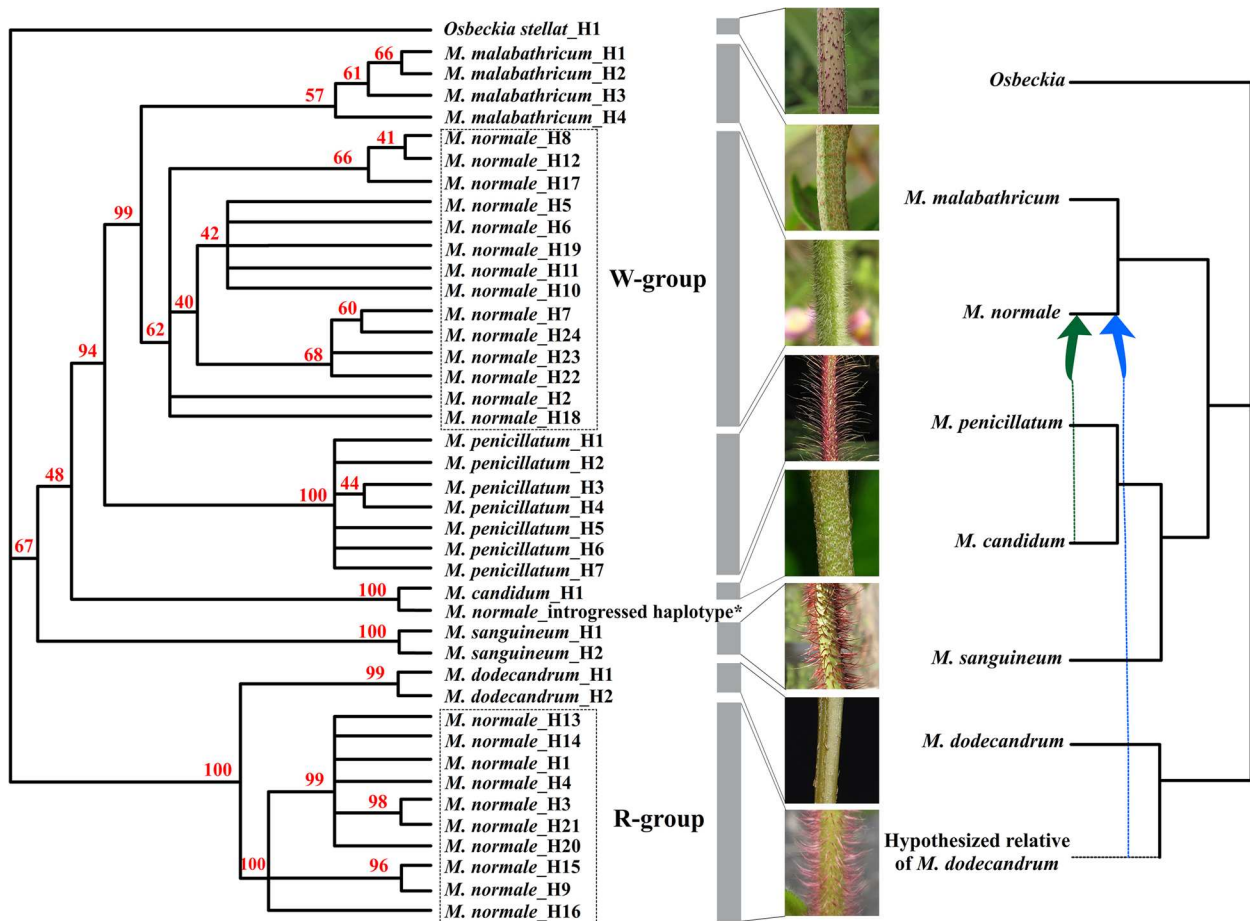 Osbeckia stellat_H1
M. malabathricum_H1
M. malabathricum_H2
M. malabathricum_H3
M. malabathricum_H4
M. normale_H8
M. normale_H12
M. normale_H17
M. normale_H5
M. normale_H6
M. normale_H19
M. normale_H11
M. normale_H10
M. normale_H7
M. normale_H24
M. normale_H23
M. normale_H22
M. normale_H2
M. normale_H18
M. penicillatum_H1
M. penicillatum_H2
M. penicillatum_H3
M. penicillatum_H4
M. penicillatum_H5
M. penicillatum_H6
M. penicillatum_H7
M. candidum_H1
M. normale_introgressed haplotype*
M. sanguineum_H1
M. sanguineum_H2
M. dodecandrum_H1
M. dodecandrum_H2
M. normale_H13
M. normale_H14
M. normale_H1
M. normale_H4
M. normale_H3
M. normale_H21
M. normale_H20
M. normale_H15
M. normale_H9
M. normale_H16
66
61
57
41
66
99
42
40
62
60
68
94
44
100
48
100
67
100
99
100
99
98
100
96
W-group
R-group
Osbeckia
M. malabathricum
M. normale
M. penicillatum
M. candidum
M. sanguineum
M. dodecandrum
Hypothesized relative
of M. dodecandrum